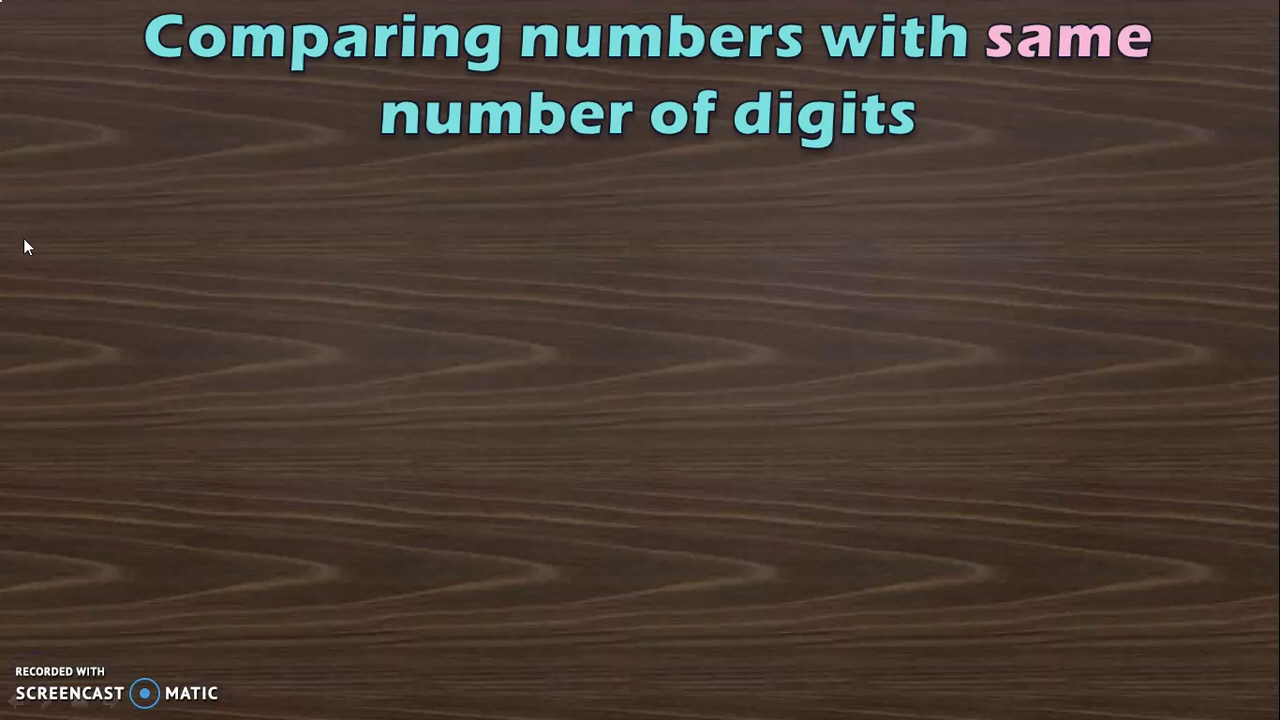 Comparing numbers with same
number of digits
RECORDED WITH
SCREENCAST MATIC